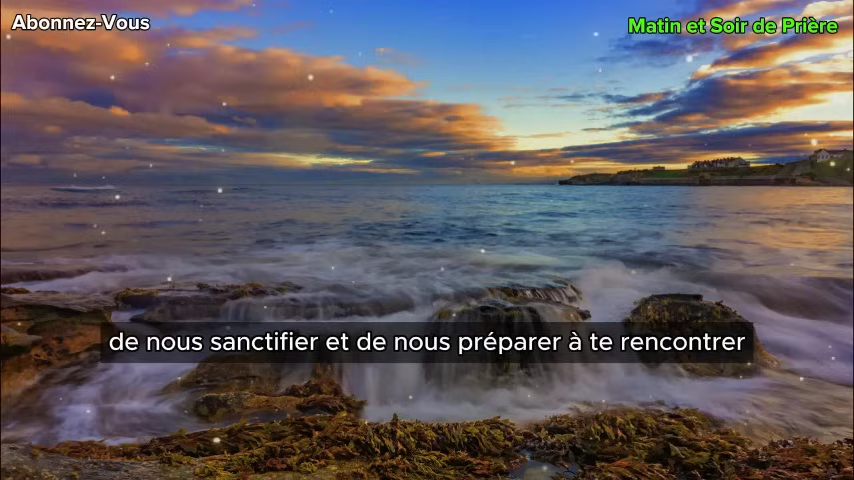 Abonnez-Vous
Matin et Soir de Prière
de nous sanctifier et de nous préparer à te rencontrer